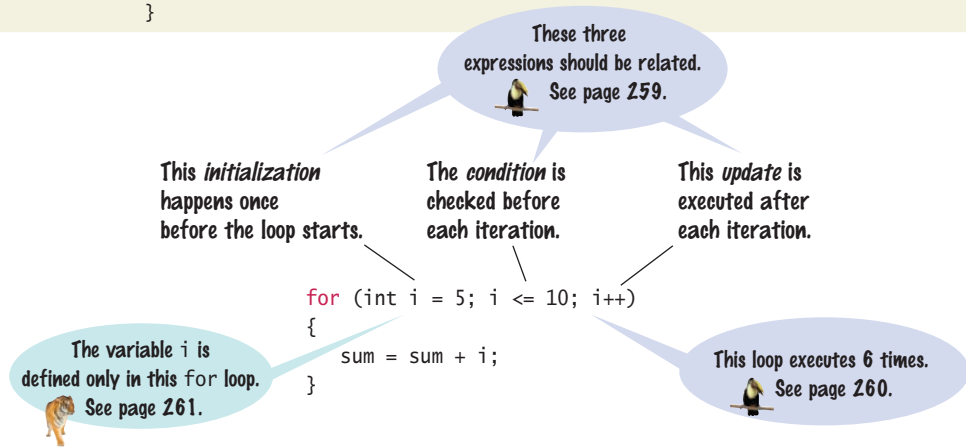 }
These three
expressions should be related.
See page 259.
This initialization
happens once
before the loop starts.
The condition is
checked before
each iteration.
This update is
executed after
each iteration.
for (int i = 5; i <= 10; i++)
{
sum = sum + i;
}
The variable i is
defined only in this for loop.
See page 261.
This loop executes 6 times.
See page 260.